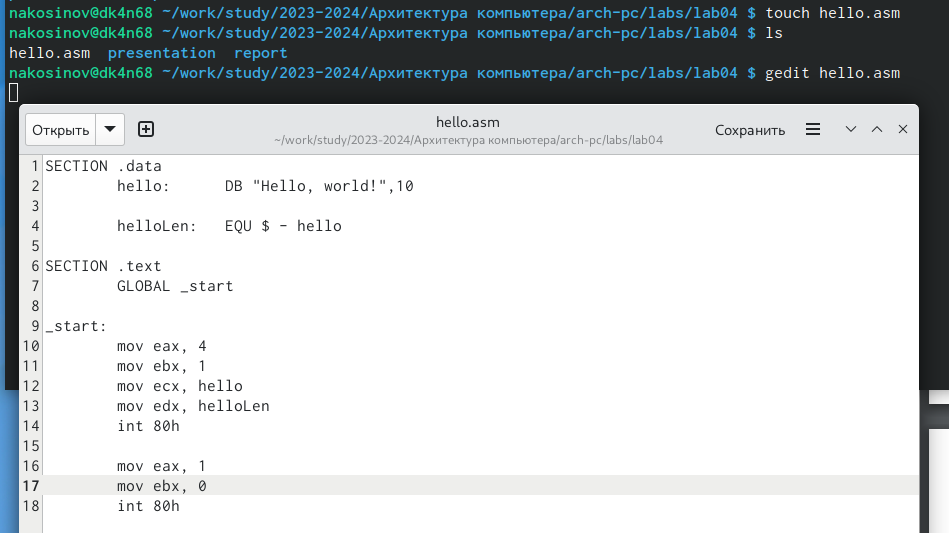 nakosinov@dk4n68 ~/work/study/2023-2024/Архитектура компьютера/arch-pc/labs/lab04 $ touch hello.asm
nakosinov@dk4n68 ~/work/study/2023-2024/Архитектура компьютера/arch-pc/labs/lab04 $ ls
hello.asm  presentation  report
nakosinov@dk4n68 ~/work/study/2023-2024/Архитектура компьютера/arch-pc/labs/lab04 $ gedit hello.asm
Открыть hello.asm Сохранить
~/work/study/2023-2024/Архитектура компьютера/arch-pc/labs/lab04
1 SECTION .data
2         hello:      DB "Hello, world!",10
3
4         helloLen:   EQU $ - hello
5
6 SECTION .text
7         GLOBAL _start
8
9 _start:
10         mov eax, 4
11         mov ebx, 1
12         mov ecx, hello
13         mov edx, helloLen
14         int 80h
15
16         mov eax, 1
17         mov ebx, 0
18         int 80h